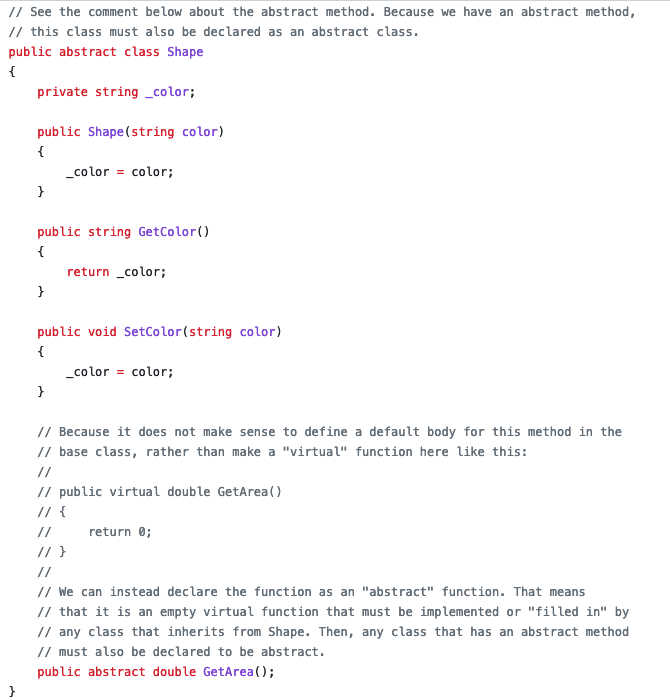 // See the comment below about the abstract method. Because we have an abstract method,
// this class must also be declared as an abstract class.
public abstract class Shape
{
    private string _color;

    public Shape(string color)
    {
        _color = color;
    }

    public string GetColor()
    {
        return _color;
    }

    public void SetColor(string color)
    {
        _color = color;
    }

    // Because it does not make sense to define a default body for this method in the
    // base class, rather than make a "virtual" function here like this:
    //
    // public virtual double GetArea()
    // {
    //     return 0;
    // }
    //
    // We can instead declare the function as an "abstract" function. That means
    // that it is an empty virtual function that must be implemented or "filled in" by
    // any class that inherits from Shape. Then, any class that has an abstract method
    // must also be declared to be abstract.
    public abstract double GetArea();
}